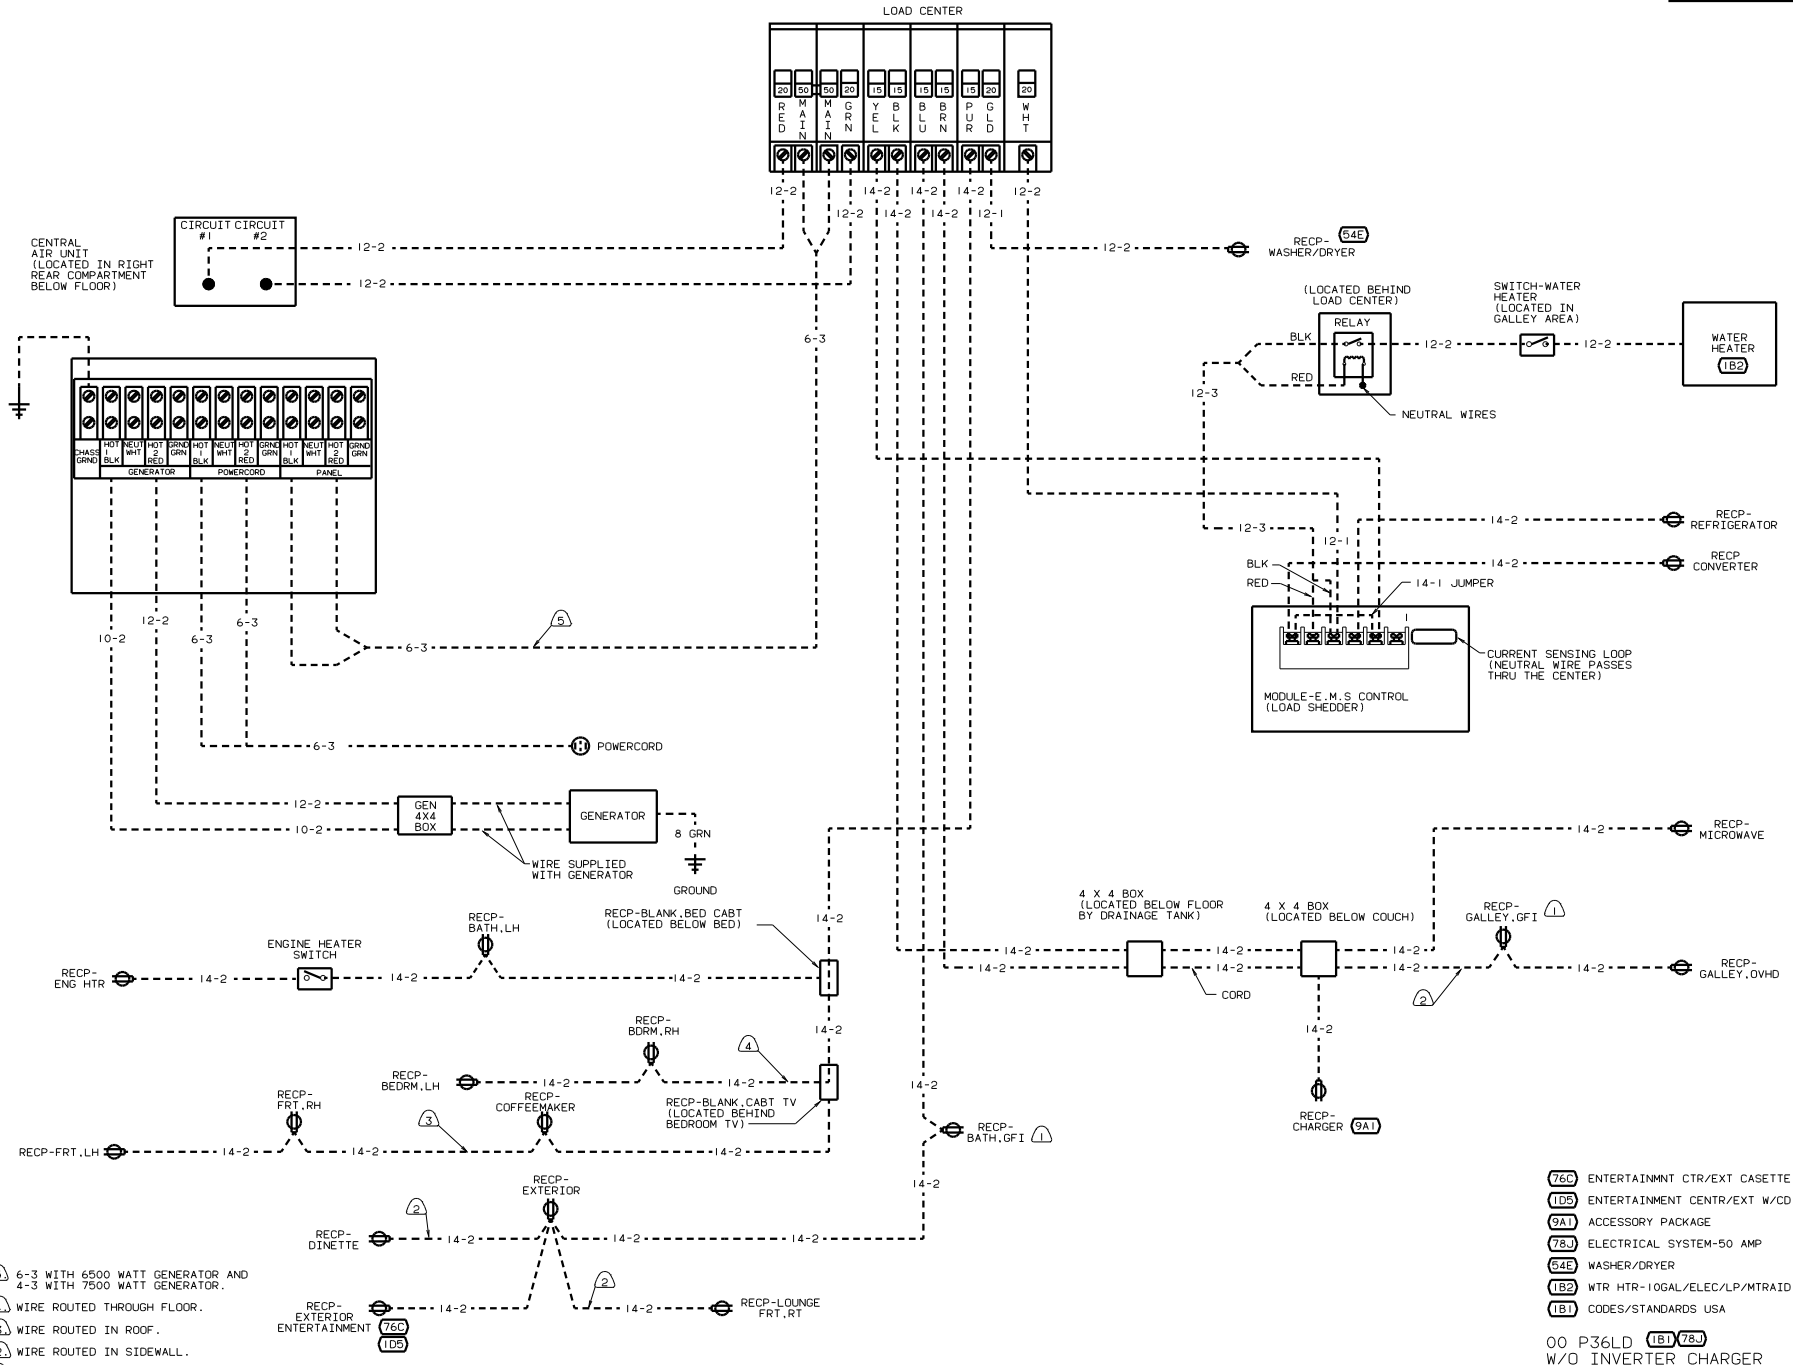 LOAD CENTER
20 50 50 20 15 15 15 15 15 20 20
RED MAIN MAIN GRN YEL BLK BLU BRN PUR GLD WHT
12-2 14-2 14-2 14-2 12-2
12-2 14-2 14-2 12-1
CENTRAL
AIR UNIT
(LOCATED IN RIGHT
REAR COMPARTMENT
BELOW FLOOR)
CIRCUIT CIRCUIT
#1 #2
12-2
12-2
6-3
12-2
RECP-
WASHER/DRYER
54E
(LOCATED BEHIND
LOAD CENTER)
RELAY
BLK
RED
12-3
NEUTRAL WIRES
12-2
SWITCH-WATER
HEATER
(LOCATED IN
GALLEY AREA)
12-2
WATER
HEATER
1B2
CHASS
GRND
HOT
1
BLK
NEUT
WHT
HOT
2
RED
GRND
GRN
HOT
1
BLK
NEUT
WHT
HOT
2
RED
GRND
GRN
HOT
1
BLK
NEUT
WHT
HOT
2
RED
GRND
GRN
GENERATOR POWERCORD PANEL
10-2
12-2
6-3
6-3
6-3
5
12-3
12-1
14-2
RECP-
REFRIGERATOR
14-2
RECP
CONVERTER
BLK
RED
14-1 JUMPER
1
CURRENT SENSING LOOP
(NEUTRAL WIRE PASSES
THRU THE CENTER)
MODULE-E.M.S CONTROL
(LOAD SHEDDER)
6-3
POWERCORD
12-2
10-2
GEN
4X4
BOX
GENERATOR
8 GRN
GROUND
WIRE SUPPLIED
WITH GENERATOR
14-2
RECP-
MICROWAVE
4 X 4 BOX
(LOCATED BELOW FLOOR
BY DRAINAGE TANK)
4 X 4 BOX
(LOCATED BELOW COUCH)
RECP-
GALLEY,GFI
1
14-2 14-2 14-2
14-2 14-2 14-2 14-2
RECP-
GALLEY,OVHD
CORD
2
14-2
RECP-
CHARGER
9A1
RECP-BLANK,BED CABT
(LOCATED BELOW BED)
14-2
RECP-
BATH,LH
ENGINE HEATER
SWITCH
RECP-
ENG HTR
14-2 14-2 14-2
14-2
RECP-
BDRM,RH
4
RECP-
BEDRM,LH
14-2 14-2
RECP-BLANK,CABT TV
(LOCATED BEHIND
BEDROOM TV)
RECP-
FRT,RH
3
RECP-
COFFEEMAKER
RECP-FRT,LH
14-2 14-2 14-2
14-2
RECP-
BATH,GFI
1
14-2
RECP-
EXTERIOR
2
RECP-
DINETTE
14-2 14-2 14-2
2
RECP-
EXTERIOR
ENTERTAINMENT
76C
1D5
14-2 14-2
RECP-LOUNGE
FRT,RT
6-3 WITH 6500 WATT GENERATOR AND
4-3 WITH 7500 WATT GENERATOR.
WIRE ROUTED THROUGH FLOOR.
WIRE ROUTED IN ROOF.
WIRE ROUTED IN SIDEWALL.
76C ENTERTAINMNT CTR/EXT CASETTE
1D5 ENTERTAINMENT CENTR/EXT W/CD
9A1 ACCESSORY PACKAGE
78J ELECTRICAL SYSTEM-50 AMP
54E WASHER/DRYER
1B2 WTR HTR-10GAL/ELEC/LP/MTRAID
1B1 CODES/STANDARDS USA
00 P36LD 1B1 78J
W/O INVERTER CHARGER